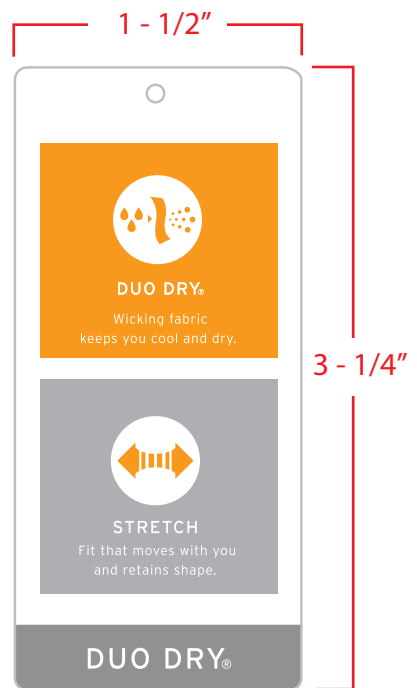 1 - 1/2”
DUO DRY®
Wicking fabric
keeps you cool and dry.
3 - 1/4”
STRETCH
Fit that moves with you
and retains shape.
DUO DRY®